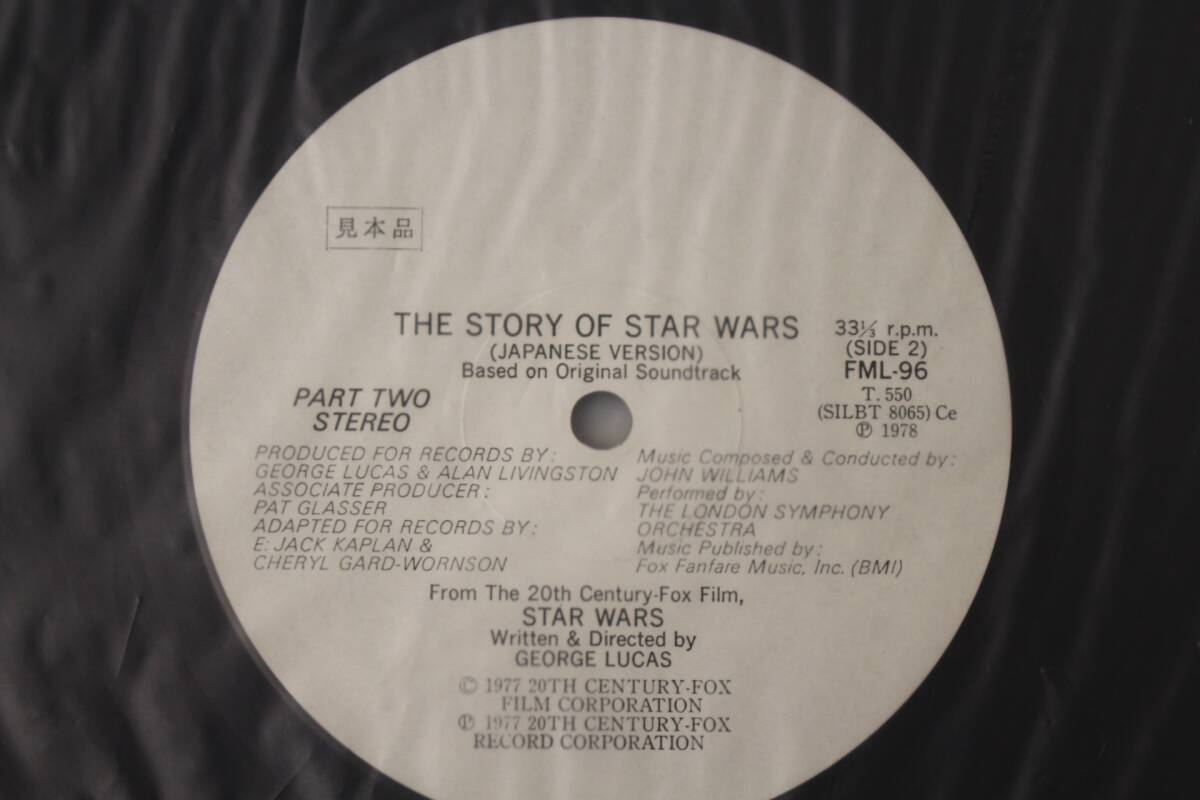 見本品
THE STORY OF STAR WARS
(JAPANESE VERSION)
Based on Original Soundtrack
33⅓ r.p.m.
(SIDE 2)
FML-96
T. 550
(SILBT 8065) Ce
℗ 1978
PART TWO
STEREO
PRODUCED FOR RECORDS BY:
GEORGE LUCAS & ALAN LIVINGSTON
ASSOCIATE PRODUCER:
PAT GLASSER
ADAPTED FOR RECORDS BY:
E: JACK KAPLAN &
CHERYL GARD-WORNSON
Music Composed & Conducted by:
JOHN WILLIAMS
Performed by:
THE LONDON SYMPHONY
ORCHESTRA
Music Published by:
Fox Fanfare Music, Inc. (BMI)
From The 20th Century-Fox Film,
STAR WARS
Written & Directed by
GEORGE LUCAS
© 1977 20TH CENTURY-FOX
FILM CORPORATION
℗ 1977 20TH CENTURY-FOX
RECORD CORPORATION